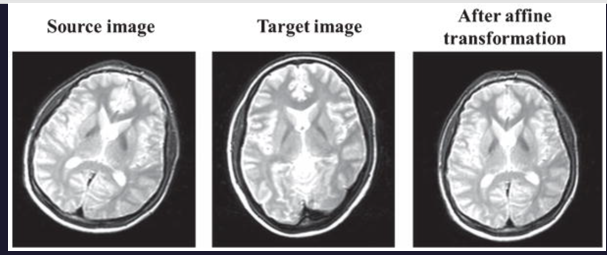 Source image
Target image
After affine
transformation